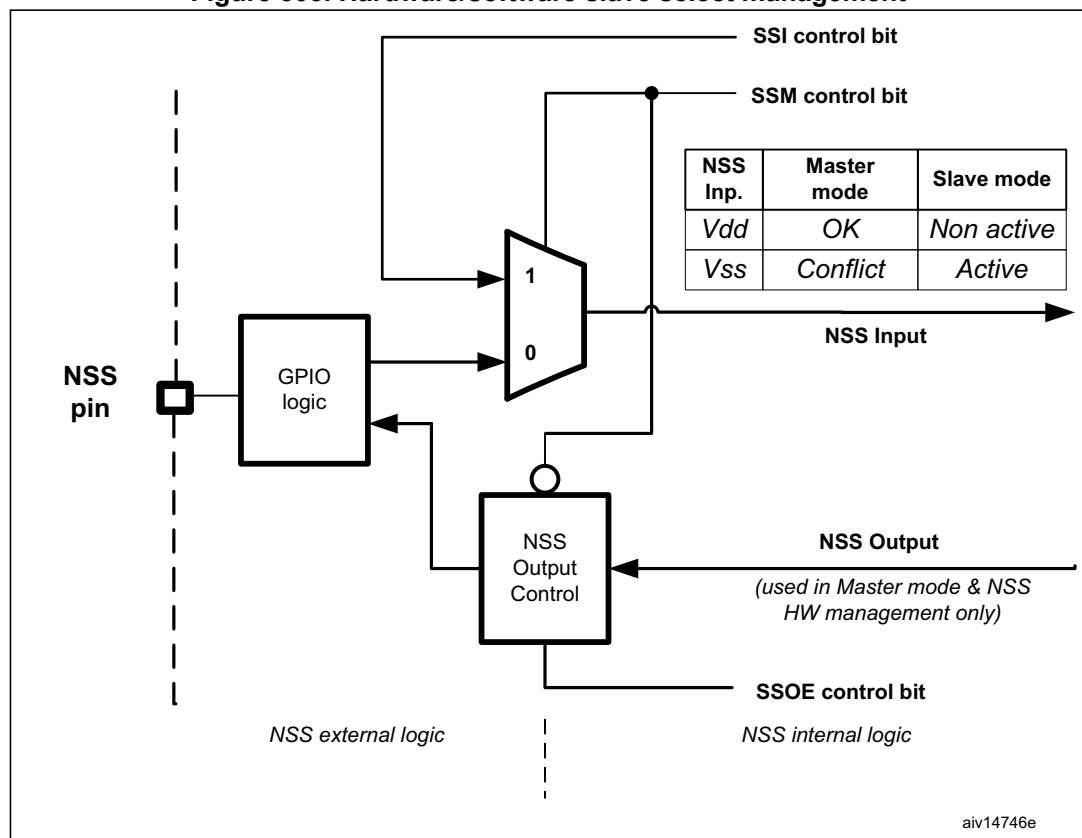 SSI control bit
SSM control bit
NSS Inp. Master mode Slave mode
Vdd OK Non active
Vss Conflict Active
1
0
NSS Input
NSS
pin
GPIO
logic
NSS
Output
Control
NSS Output
(used in Master mode & NSS
HW management only)
SSOE control bit
NSS external logic
NSS internal logic
aiv14746e